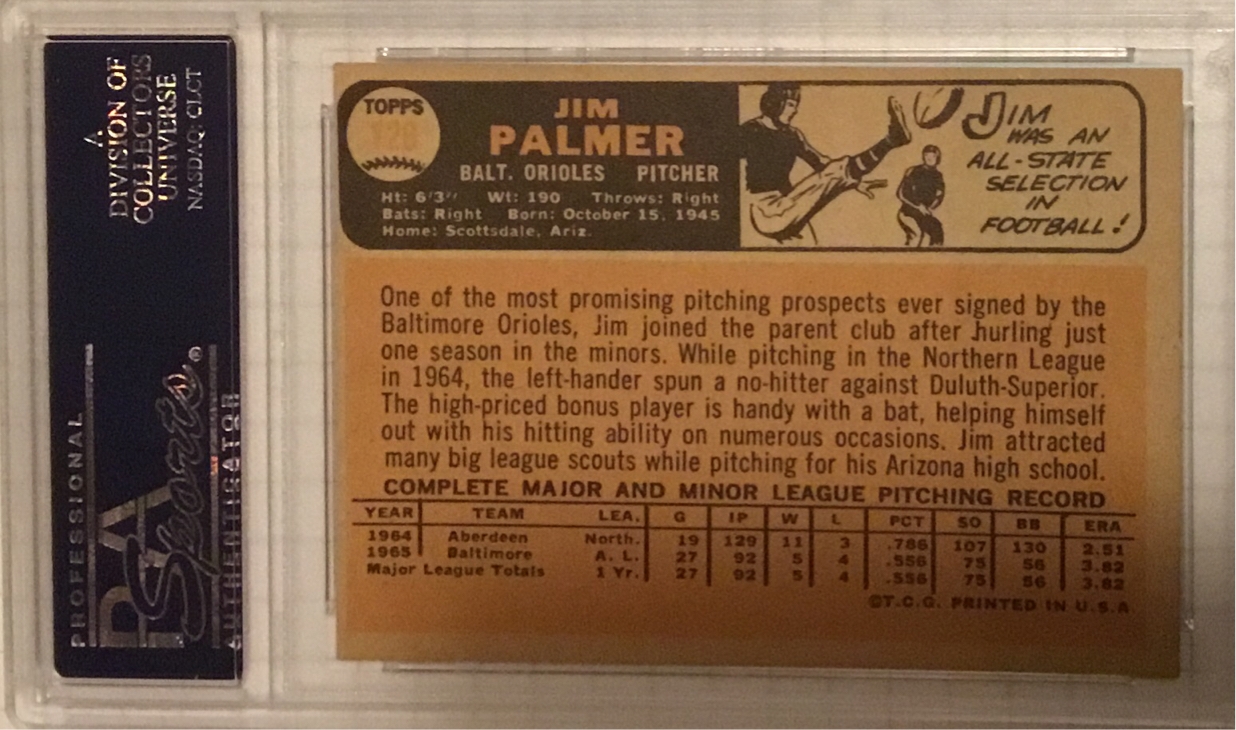 A
DIVISION OF
COLLECTORS
UNIVERSE
NASDAQ: CLCT
PROFESSIONAL
PSA
Sports®
AUTHENTICATOR
TOPPS
126
JIM
PALMER
BALT. ORIOLES PITCHER
Ht: 6'3" Wt: 190 Throws: Right
Bats: Right Born: October 15, 1945
Home: Scottsdale, Ariz.
JIM
WAS AN
ALL-STATE
SELECTION
IN
FOOTBALL!
One of the most promising pitching prospects ever signed by the
Baltimore Orioles, Jim joined the parent club after hurling just
one season in the minors. While pitching in the Northern League
in 1964, the left-hander spun a no-hitter against Duluth-Superior.
The high-priced bonus player is handy with a bat, helping himself
out with his hitting ability on numerous occasions. Jim attracted
many big league scouts while pitching for his Arizona high school.
COMPLETE MAJOR AND MINOR LEAGUE PITCHING RECORD
YEAR TEAM LEA. G IP W L PCT SO BB ERA
1964 Aberdeen North. 19 129 11 3 .786 107 130 2.51
1965 Baltimore A. L. 27 92 5 4 .556 75 56 3.82
Major League Totals 1 Yr. 27 92 5 4 .556 75 56 3.82
©T.C.G. PRINTED IN U.S.A.